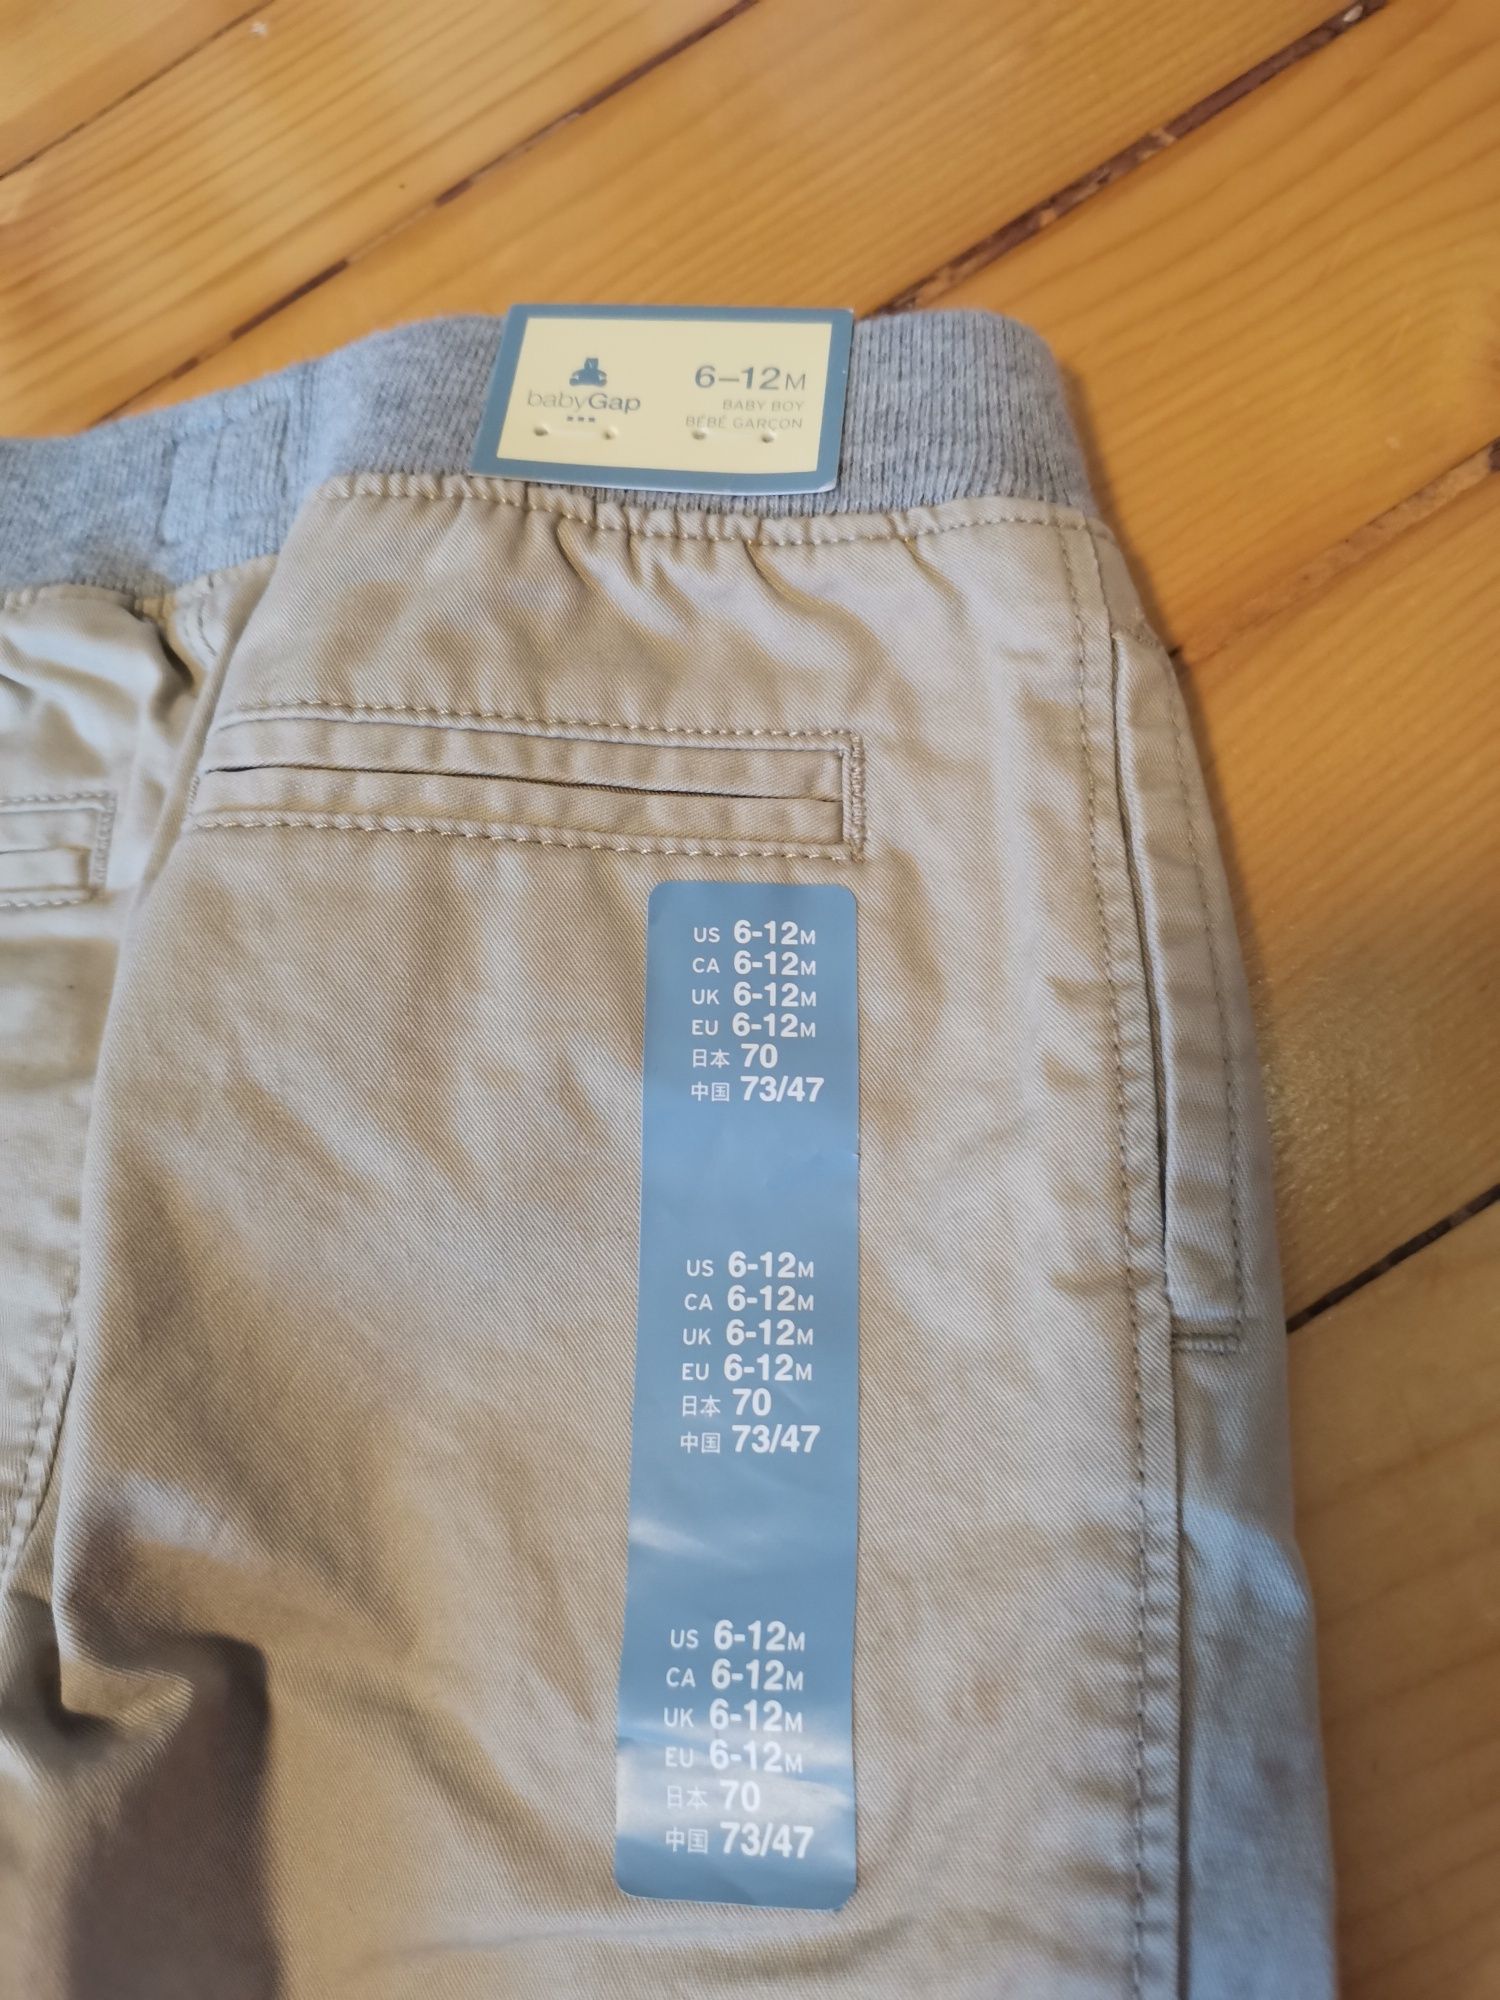 babyGap
6–12M
BABY BOY
BÉBÉ GARÇON
US 6-12M
CA 6-12M
UK 6-12M
EU 6-12M
日本 70
中国 73/47
US 6-12M
CA 6-12M
UK 6-12M
EU 6-12M
日本 70
中国 73/47
US 6-12M
CA 6-12M
UK 6-12M
EU 6-12M
日本 70
中国 73/47